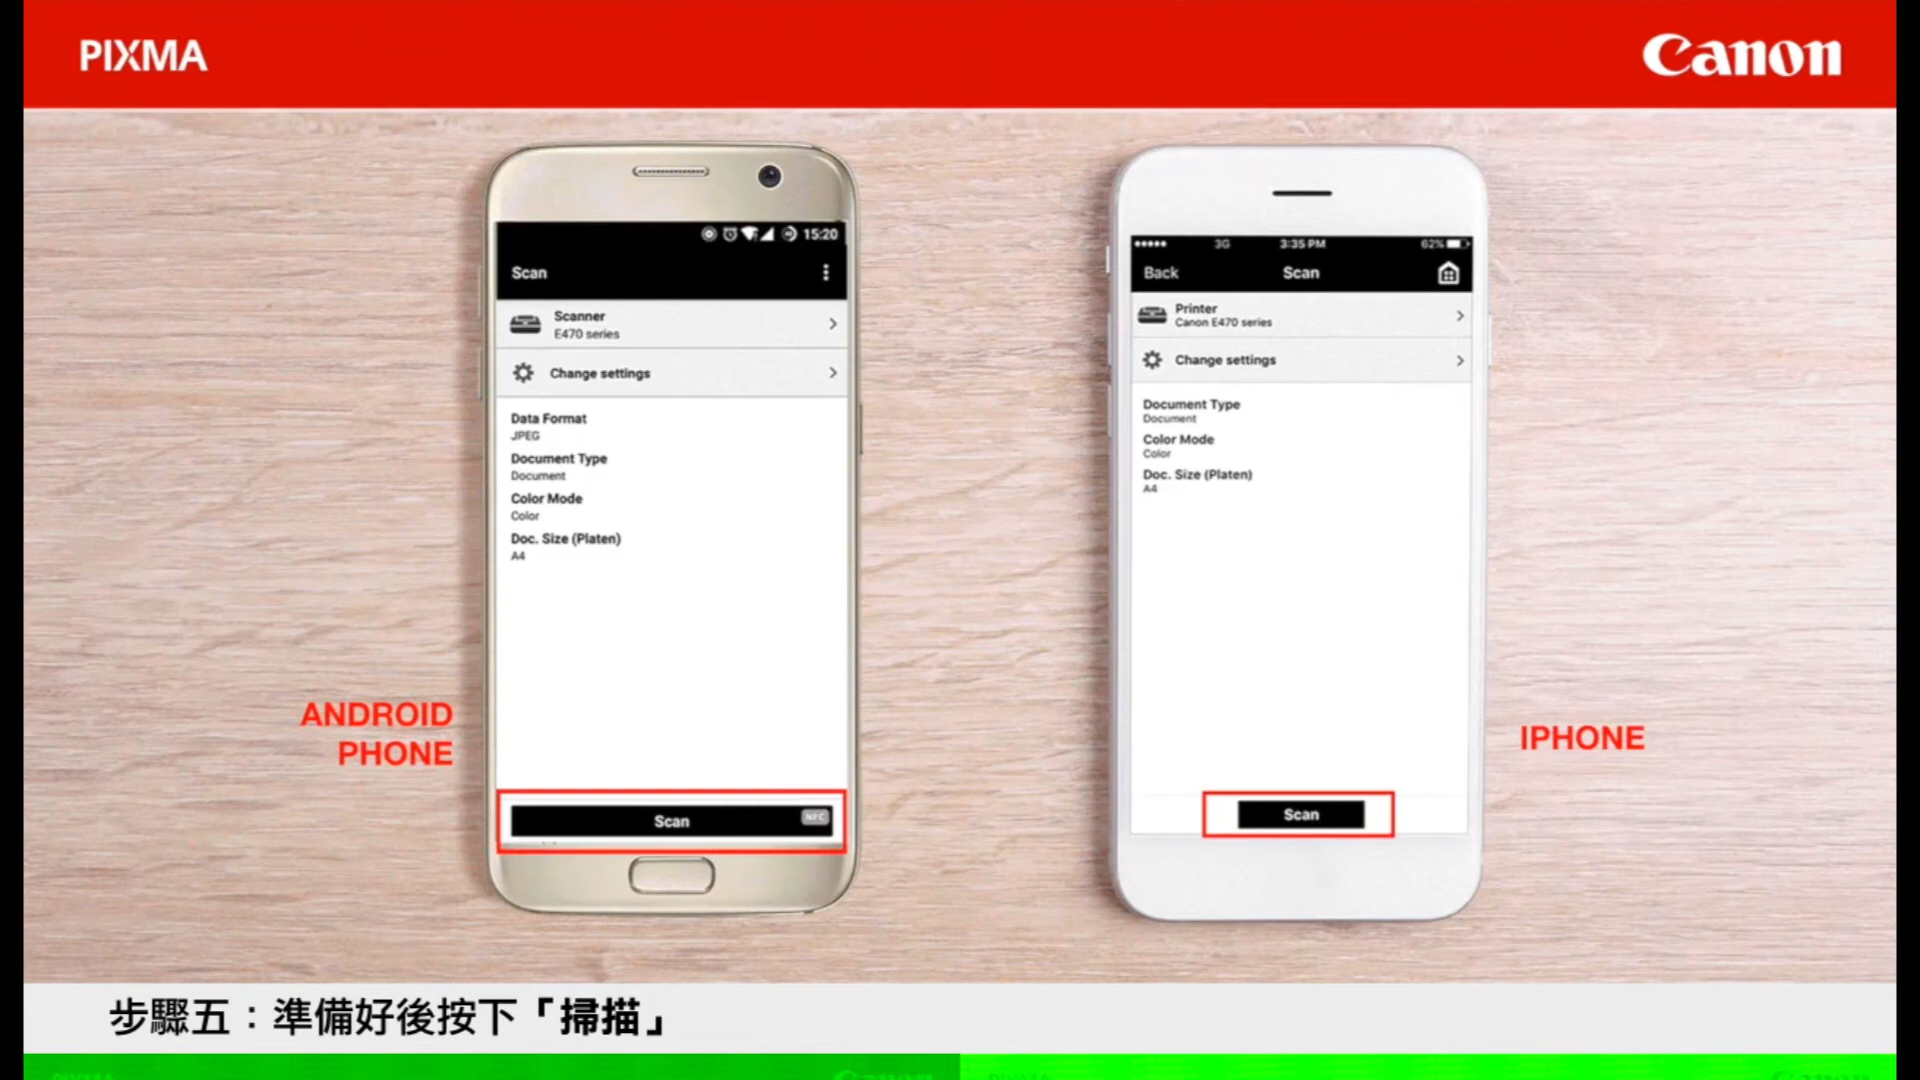 PIXMA
Canon
15:20
Scan
Scanner
E470 series
Change settings
Data Format
JPEG
Document Type
Document
Color Mode
Color
Doc. Size (Platen)
A4
Scan
NFC
ANDROID
PHONE
3G
3:35 PM
62%
Back
Scan
Printer
Canon E470 series
Change settings
Document Type
Document
Color Mode
Color
Doc. Size (Platen)
A4
Scan
IPHONE
步驟五：準備好後按下「掃描」